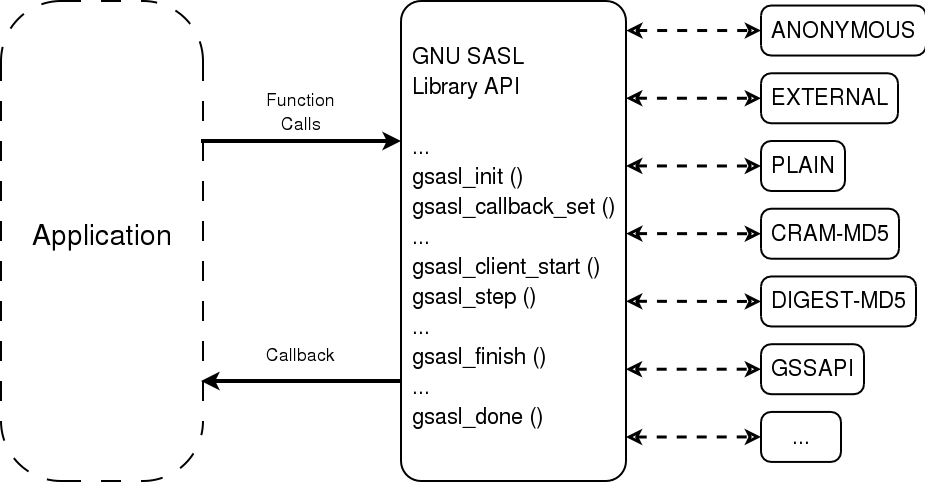 Application
Function
Calls
Callback
GNU SASL
Library API
...
gsasl_init ()
gsasl_callback_set ()
...
gsasl_client_start ()
gsasl_step ()
...
gsasl_finish ()
...
gsasl_done ()
ANONYMOUS
EXTERNAL
PLAIN
CRAM-MD5
DIGEST-MD5
GSSAPI
...